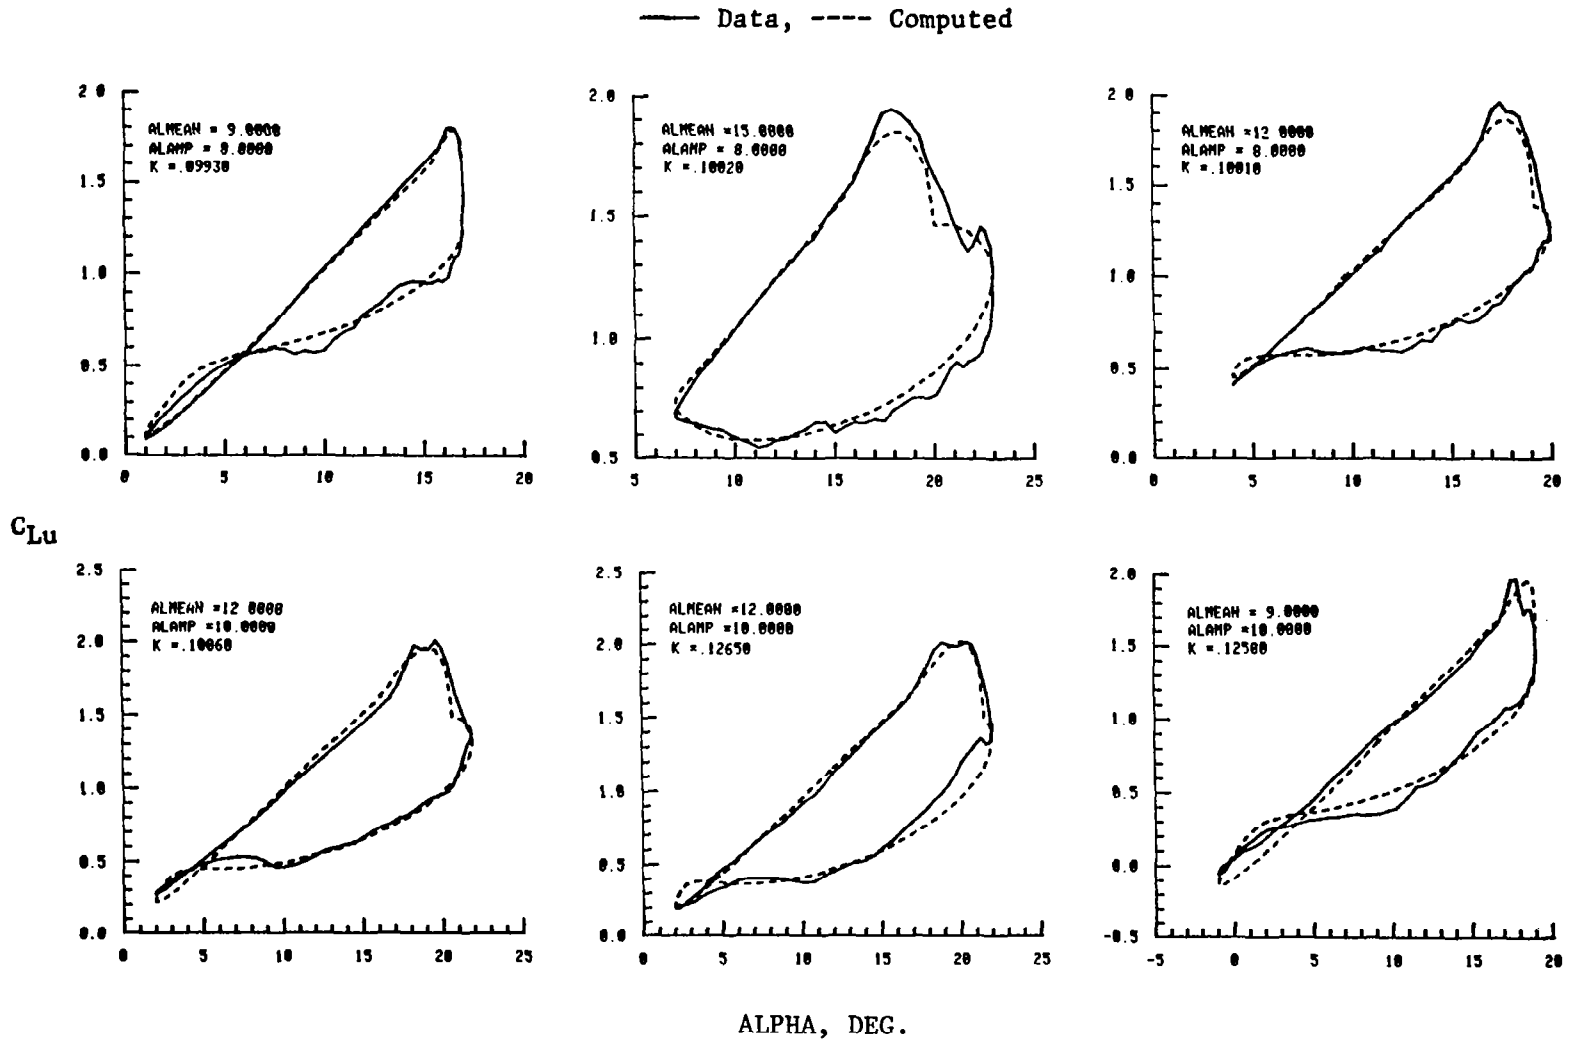 Data, Computed
2.0
1.5
1.0
0.5
0.0
ALMEAN = 9.0000
ALAMP = 8.0000
K =.09930
0 5 10 15 20
2.0
1.5
1.0
0.5
ALMEAN =15.0000
ALAMP = 8.0000
K =.10020
5 10 15 20 25
2.0
1.5
1.0
0.5
0.0
ALMEAN =12 0000
ALAMP = 8.0000
K =.10010
0 5 10 15 20
CLu
2.5
2.0
1.5
1.0
0.5
0.0
ALMEAN =12 0000
ALAMP =10.0000
K =.10060
0 5 10 15 20 25
2.5
2.0
1.5
1.0
0.5
0.0
ALMEAN =12.0000
ALAMP =10.0000
K =.12650
0 5 10 15 20 25
2.0
1.5
1.0
0.5
0.0
-0.5
ALMEAN = 9.0000
ALAMP =10.0000
K =.12500
-5 0 5 10 15 20
ALPHA, DEG.